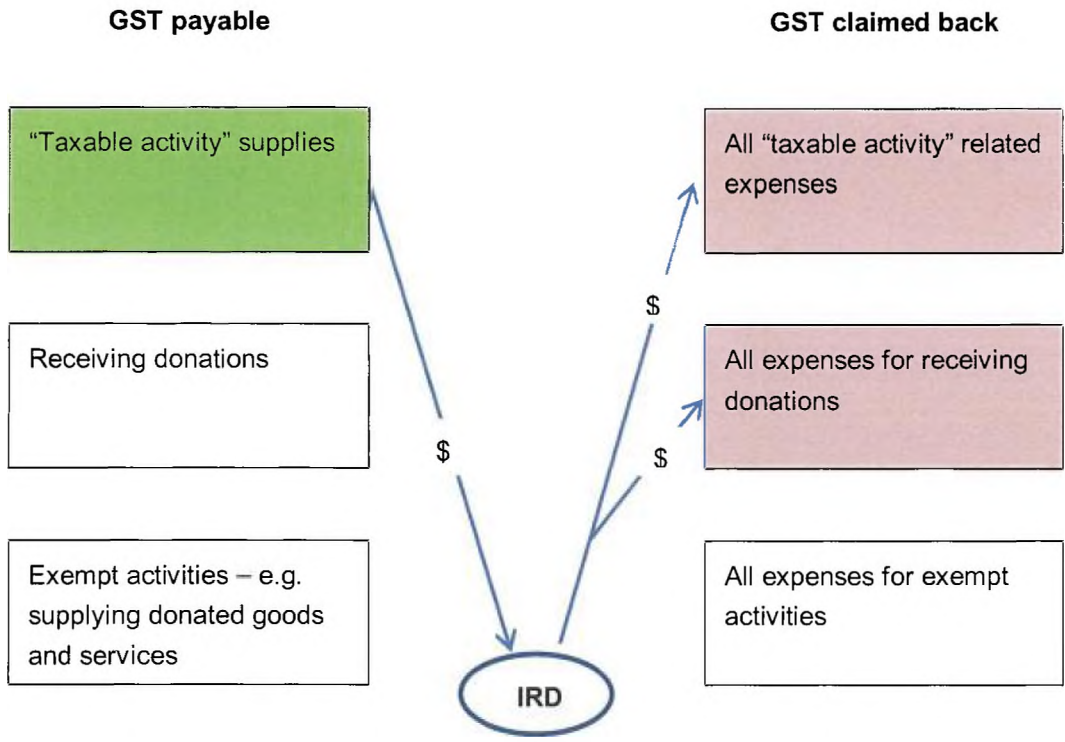 GST payable
GST claimed back
“Taxable activity” supplies
All “taxable activity” related
expenses
$
Receiving donations
All expenses for receiving
donations
$
$
Exempt activities – e.g.
supplying donated goods
and services
All expenses for exempt
activities
IRD